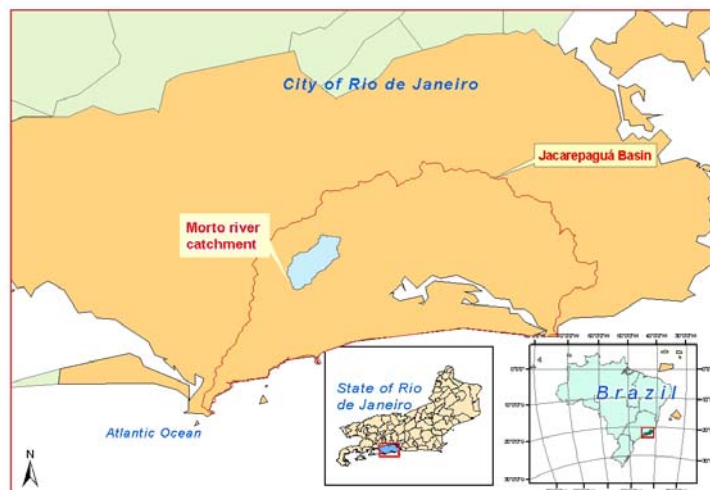 City of Rio de Janeiro
Jacarepaguá Basin
Morto river
catchment
State of Rio
de Janeiro
Brazil
Atlantic Ocean
N